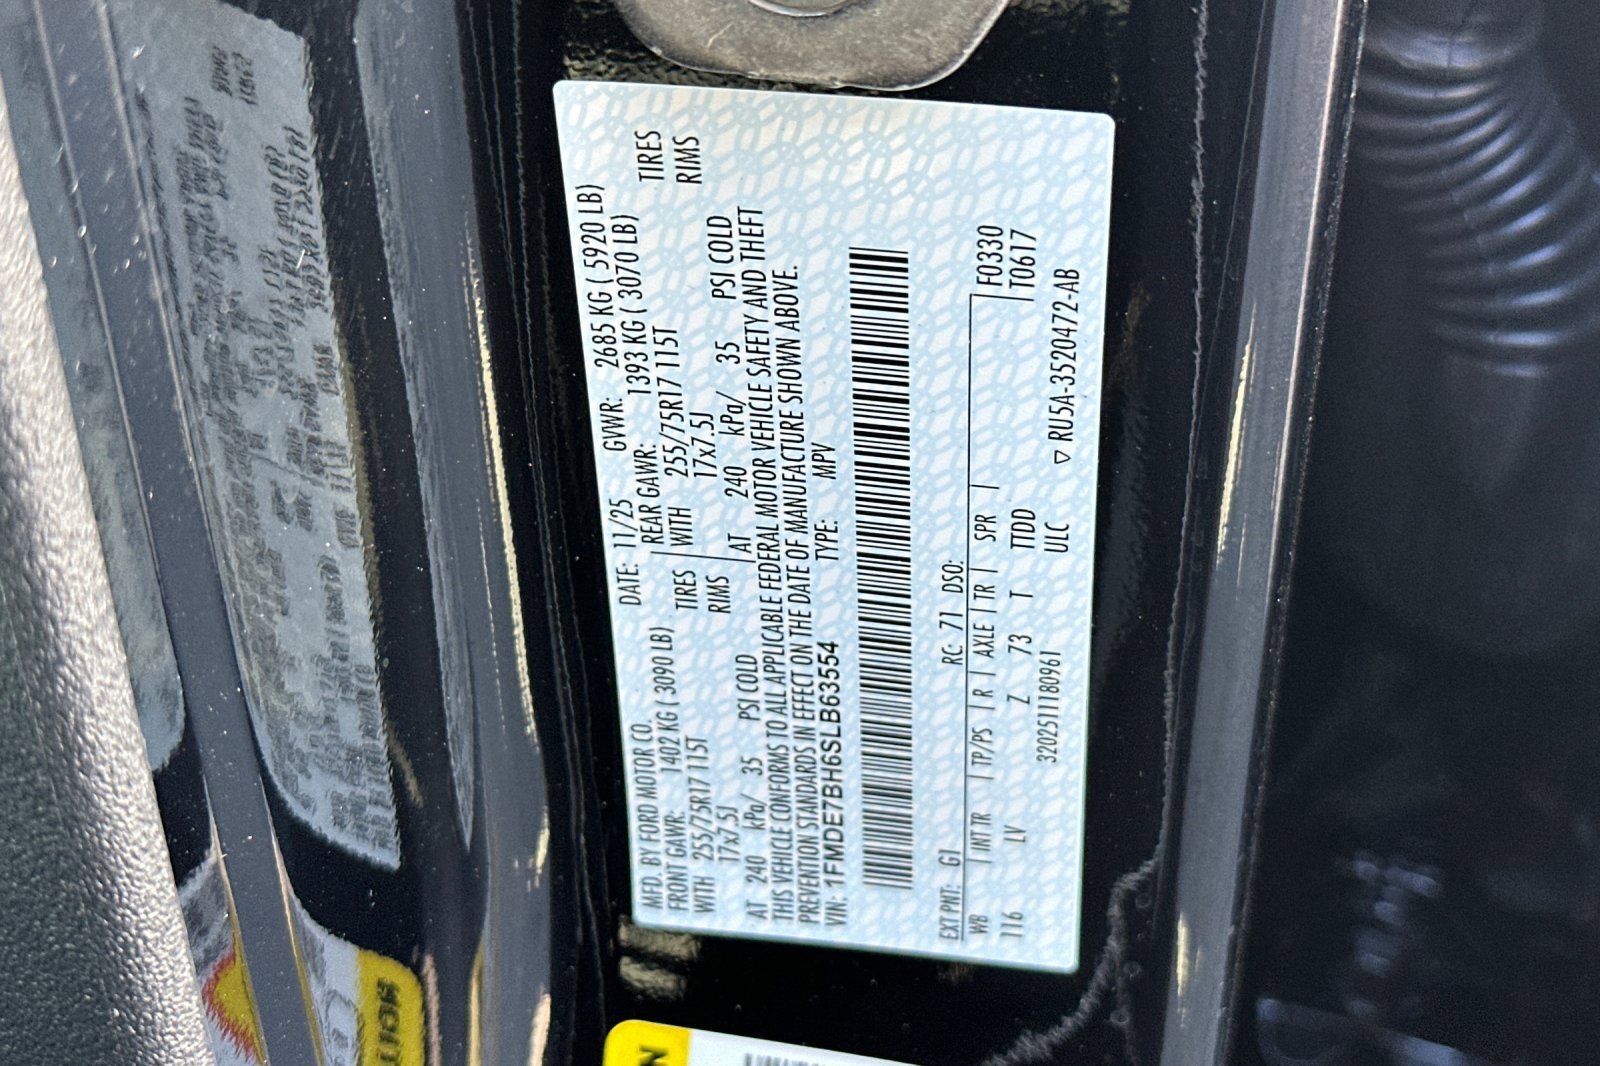 MFD. BY FORD MOTOR CO.
DATE: 11/25 GVWR: 2685 KG ( 5920 LB)
FRONT GAWR: 1402 KG ( 3090 LB)
REAR GAWR: 1393 KG ( 3070 LB)
WITH 255/75R17 115T TIRES
WITH 255/75R17 115T TIRES
17x7.5J RIMS
17x7.5J RIMS
AT 240 kPa/ 35 PSI COLD
AT 240 kPa/ 35 PSI COLD
THIS VEHICLE CONFORMS TO ALL APPLICABLE FEDERAL MOTOR VEHICLE SAFETY AND THEFT
PREVENTION STANDARDS IN EFFECT ON THE DATE OF MANUFACTURE SHOWN ABOVE.
VIN: 1FMDE7BH6SLB63554 TYPE: MPV
EXT PNT: G1 RC: 71 DSO:
WB INT TR TP/PS R AXLE TR SPR F0330
116 LV Z 73 T TTDD T0617
3202511180961 ULC ▽ RU5A-3520472-AB